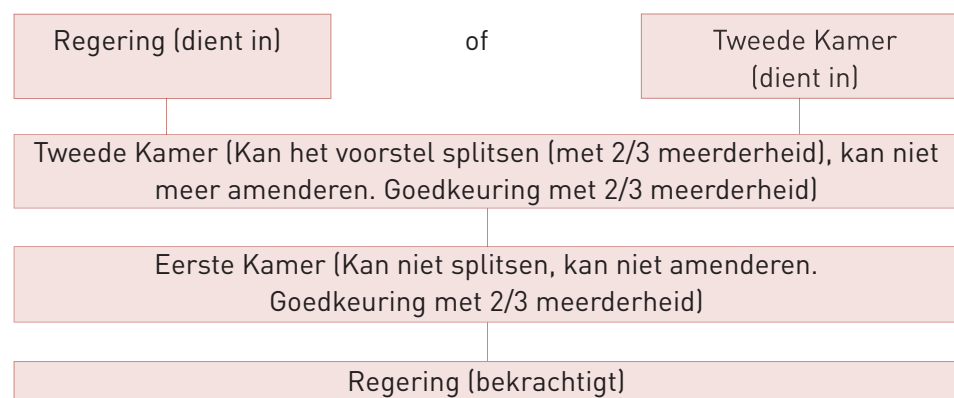 Regering (dient in)
of
Tweede Kamer
(dient in)
Tweede Kamer (Kan het voorstel splitsen (met 2/3 meerderheid), kan niet
meer amenderen. Goedkeuring met 2/3 meerderheid)
Eerste Kamer (Kan niet splitsen, kan niet amenderen.
Goedkeuring met 2/3 meerderheid)
Regering (bekrachtigt)